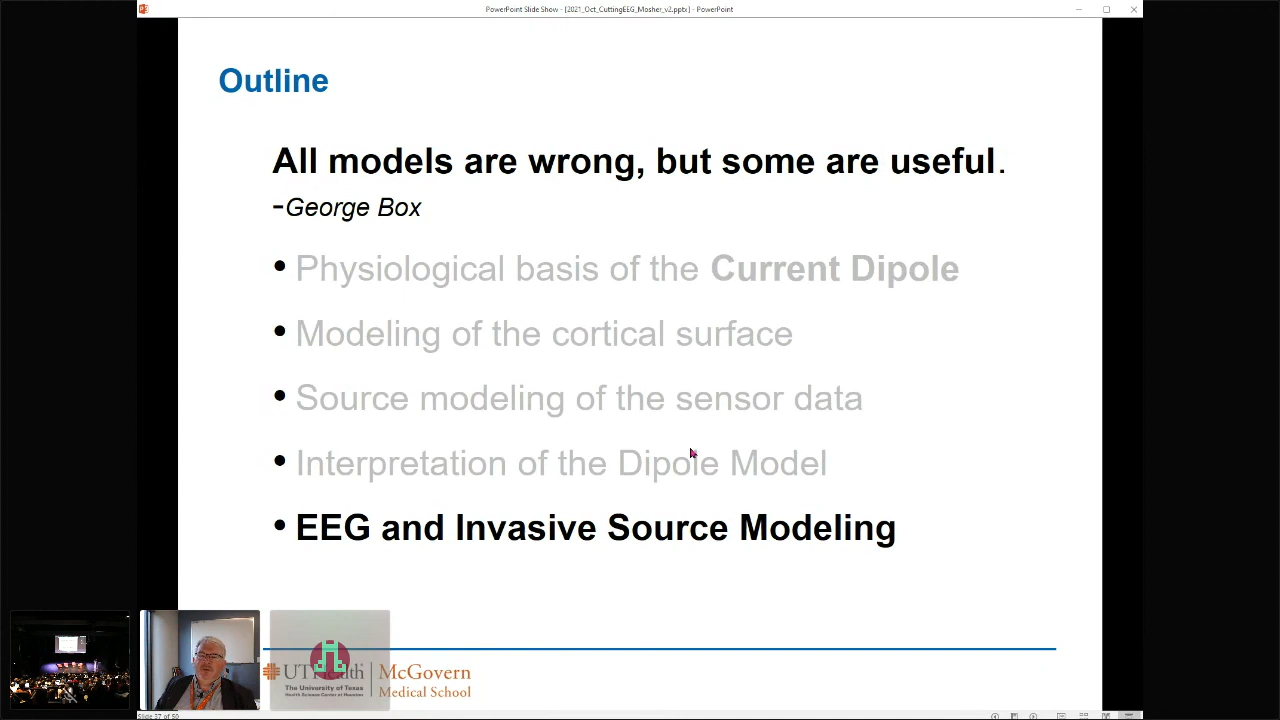 PowerPoint Slide Show - [2021_Oct_CuttingEEG_Mosher_v2.pptx] - PowerPoint
Outline
All models are wrong, but some are useful.
-George Box
• Physiological basis of the Current Dipole
• Modeling of the cortical surface
• Source modeling of the sensor data
• Interpretation of the Dipole Model
• EEG and Invasive Source Modeling
UTHealth
The University of Texas
Health Science Center at Houston
McGovern
Medical School
Slide 37 of 50